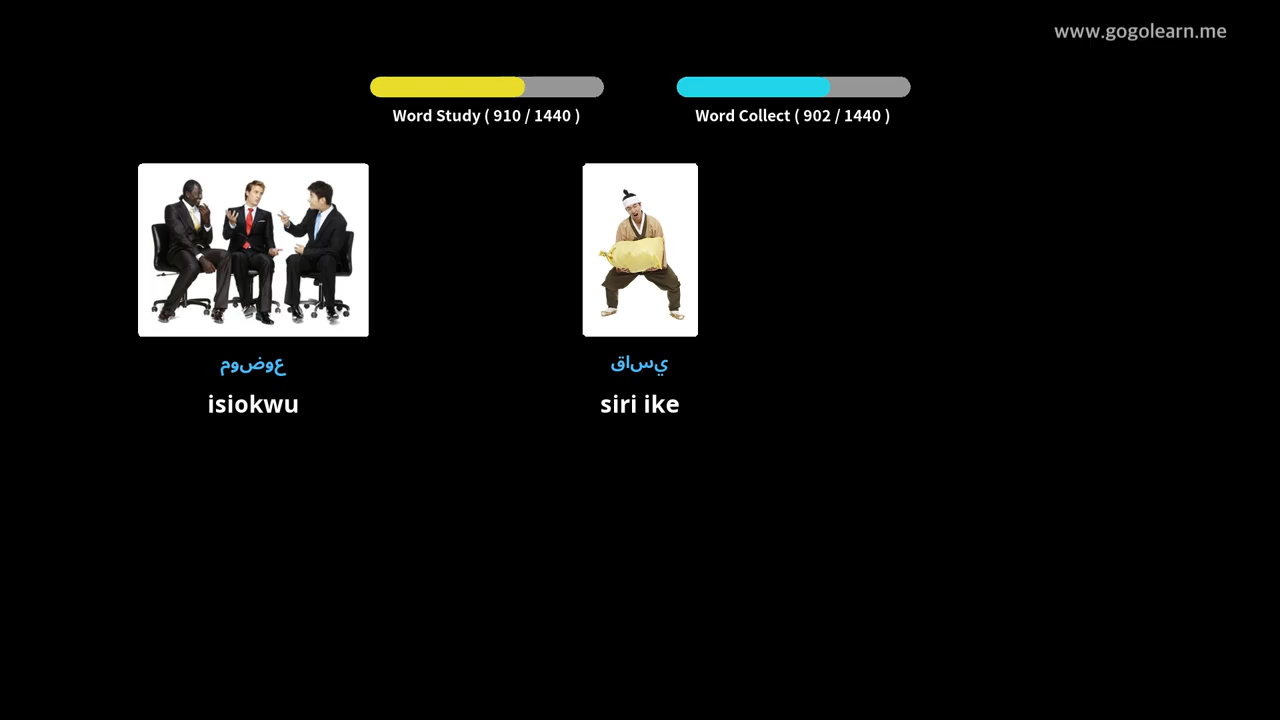 www.gogolearn.me
Word Study ( 910 / 1440 )
Word Collect ( 902 / 1440 )
موضوع
isiokwu
قاسي
siri ike